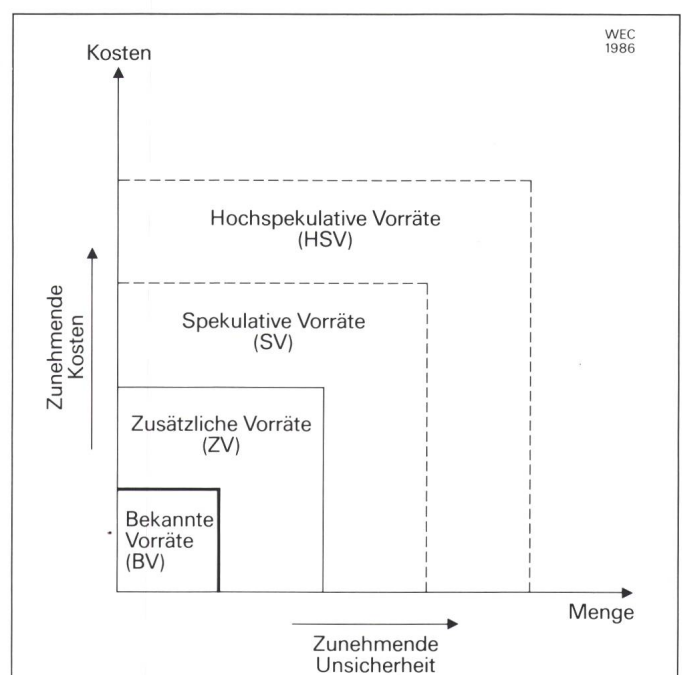 WEC
1986
Kosten
Hochspekulative Vorräte
(HSV)
Zunehmende
Kosten
Spekulative Vorräte
(SV)
Zusätzliche Vorräte
(ZV)
Bekannte
Vorräte
(BV)
Menge
Zunehmende
Unsicherheit